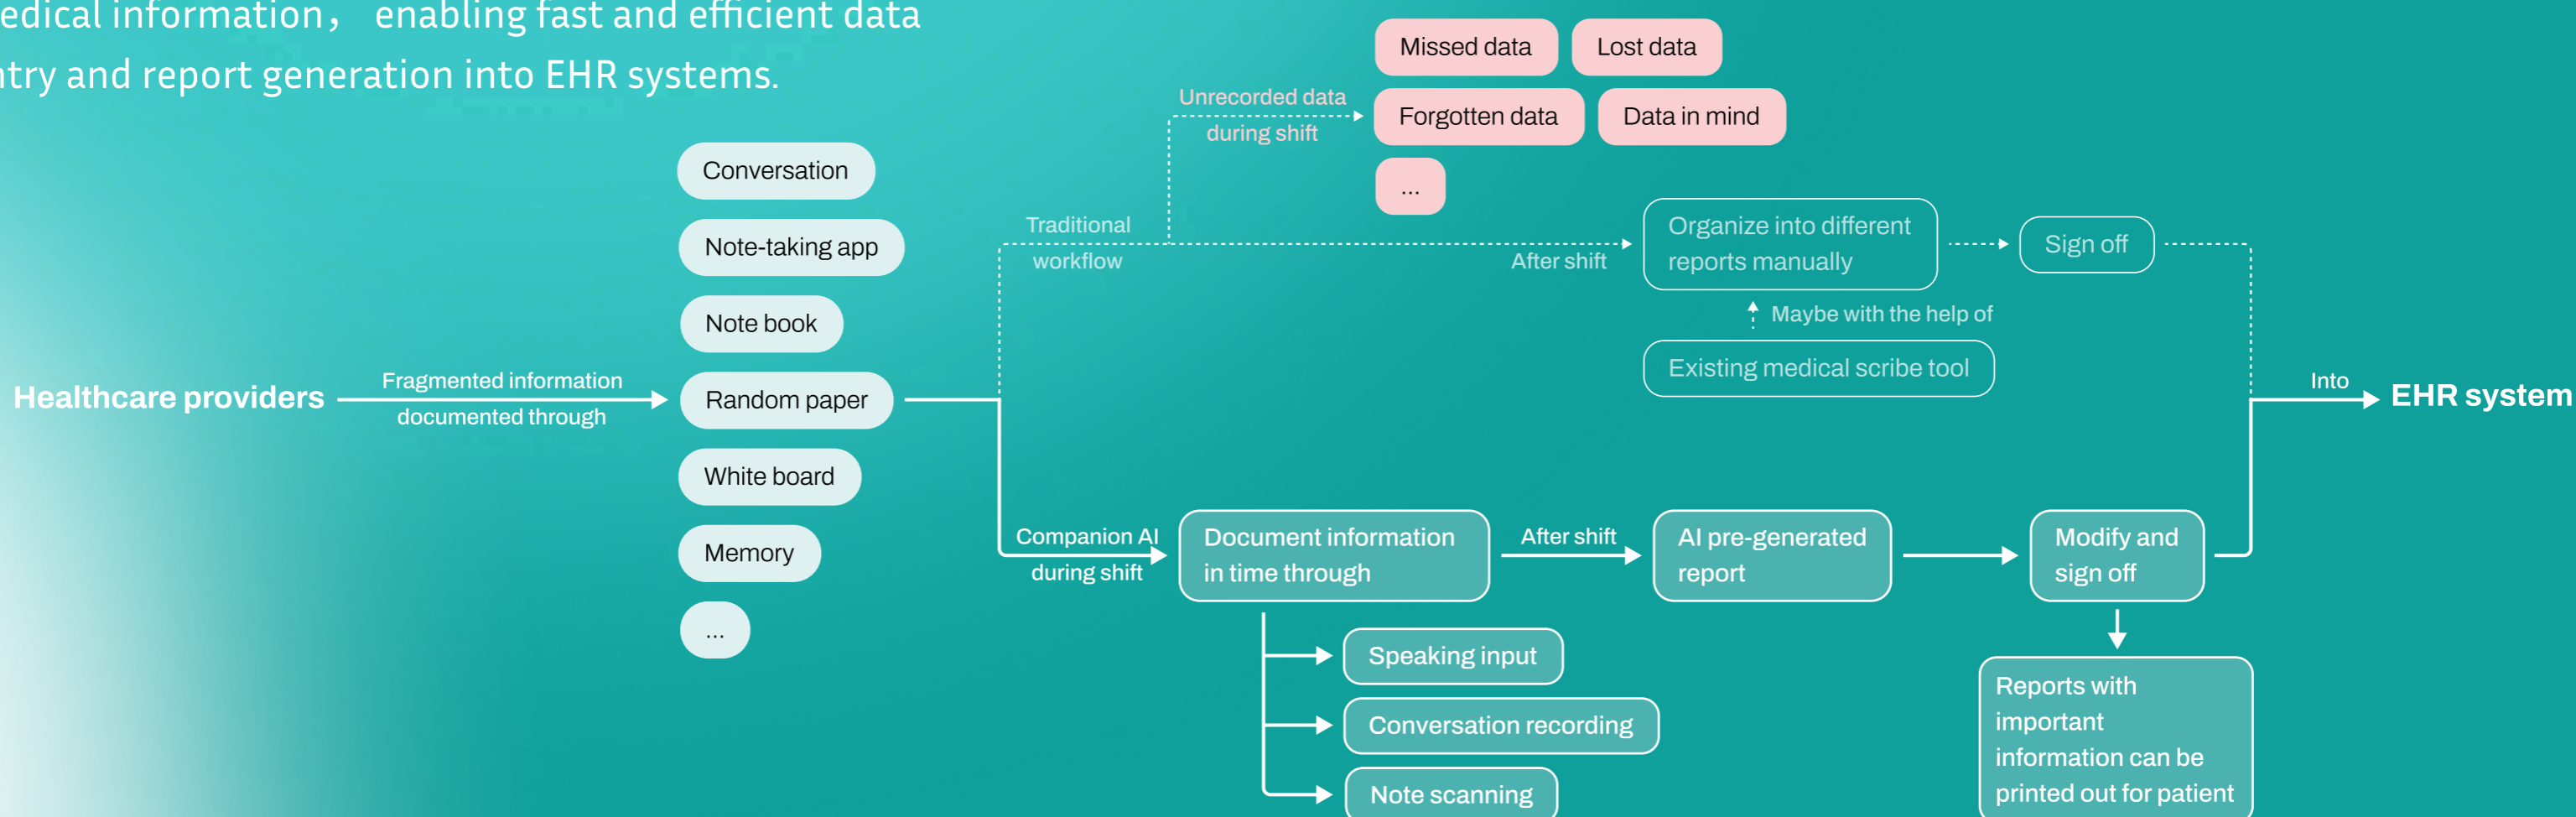 edical information， enabling fast and efficient data
ntry and report generation into EHR systems.
Healthcare providers
Fragmented information
documented through
Conversation
Note-taking app
Note book
Random paper
White board
Memory
...
Traditional
workflow
Unrecorded data
during shift
Missed data
Lost data
Forgotten data
Data in mind
...
After shift
Organize into different
reports manually
Sign off
Maybe with the help of
Existing medical scribe tool
Companion AI
during shift
Document information
in time through
Speaking input
Conversation recording
Note scanning
After shift
AI pre-generated
report
Modify and
sign off
Reports with
important
information can be
printed out for patient
Into
EHR system